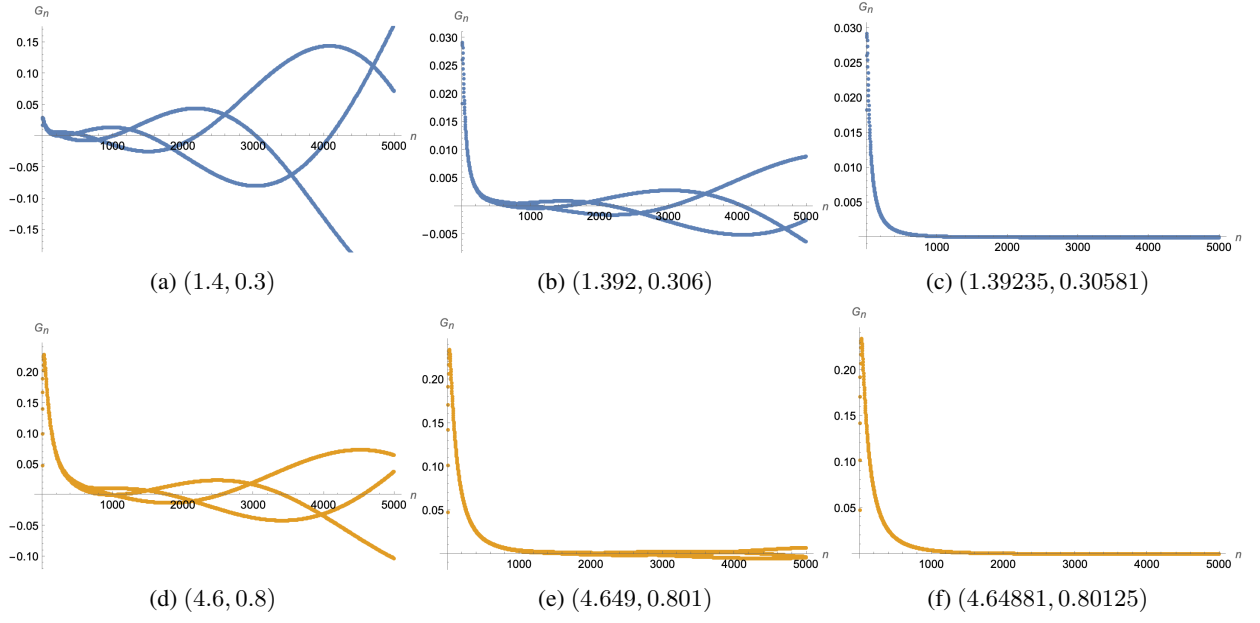 G_n
0.15
0.10
0.05
-0.05
-0.10
-0.15
1000 2000 3000 4000 5000
n
(a) (1.4, 0.3)
G_n
0.030
0.025
0.020
0.015
0.010
0.005
-0.005
1000 2000 3000 4000 5000
n
(b) (1.392, 0.306)
G_n
0.030
0.025
0.020
0.015
0.010
0.005
1000 2000 3000 4000 5000
n
(c) (1.39235, 0.30581)
G_n
0.20
0.15
0.10
0.05
-0.05
-0.10
1000 2000 3000 4000 5000
n
(d) (4.6, 0.8)
G_n
0.20
0.15
0.10
0.05
1000 2000 3000 4000 5000
n
(e) (4.649, 0.801)
G_n
0.20
0.15
0.10
0.05
1000 2000 3000 4000 5000
n
(f) (4.64881, 0.80125)